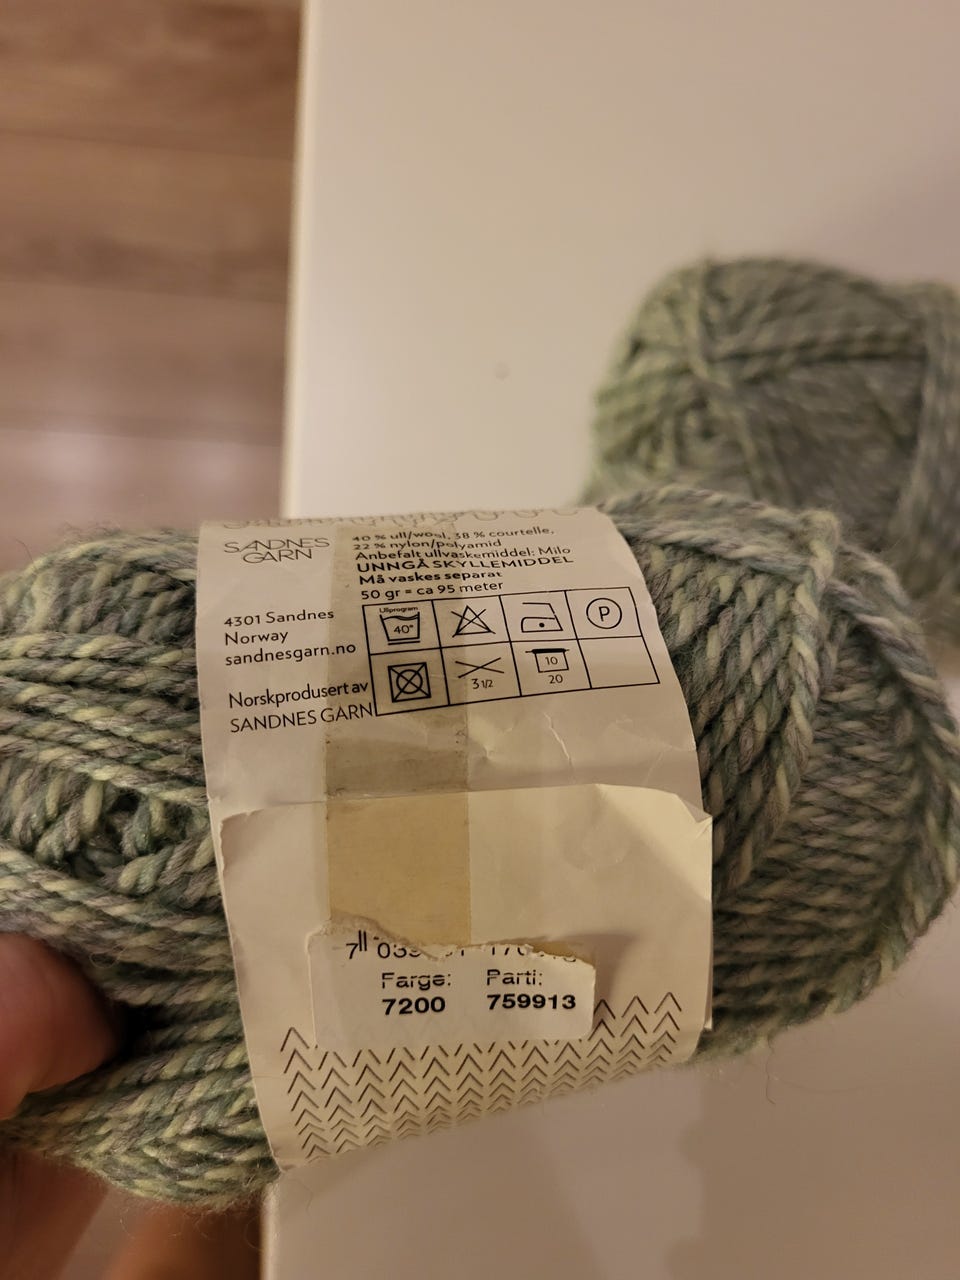 SANDNES
GARN
40 % ull/wool, 38 % courtelle,
22 % nylon/polyamid
Anbefalt ullvaskemiddel: Milo
UNNGÅ SKYLLEMIDDEL
Må vaskes separat
50 gr = ca 95 meter
4301 Sandnes
Norway
sandnesgarn.no
Norskprodusert av
SANDNES GARN
Ullprogram
40°
P
3 1/2
10
20
Farge: Parti:
7200 759913